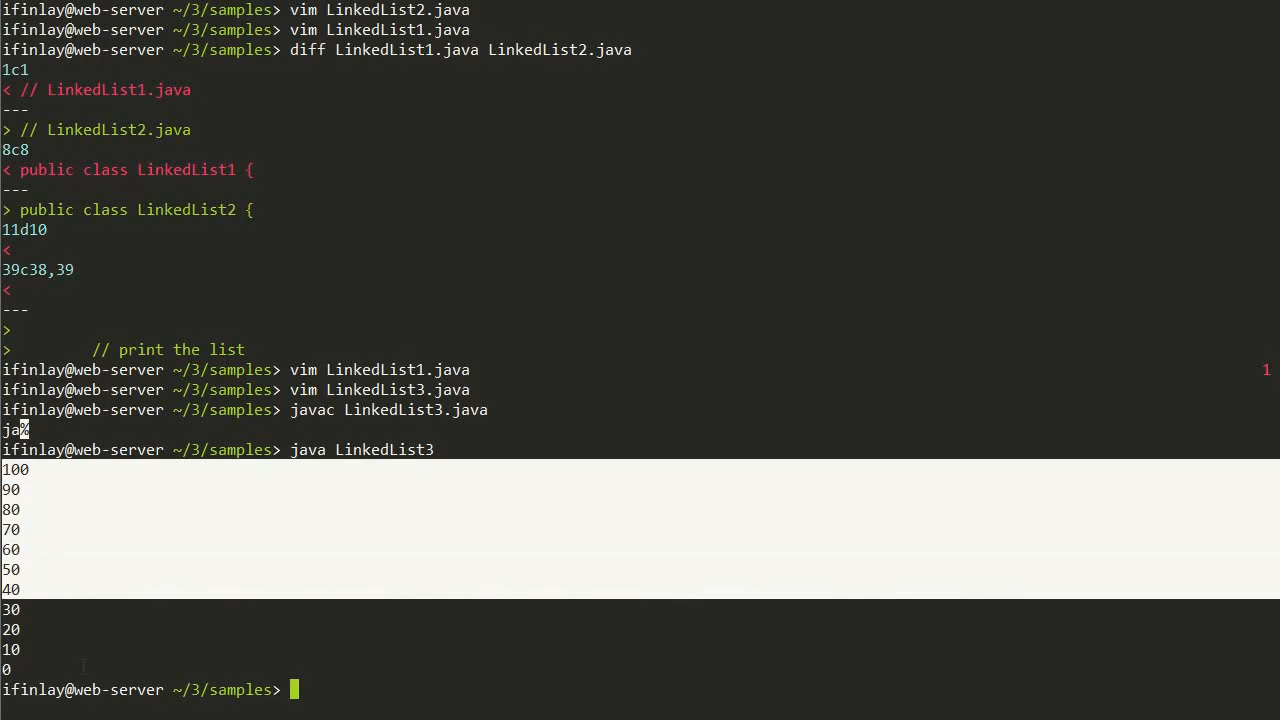 ifinlay@web-server ~/3/samples> vim LinkedList2.java
ifinlay@web-server ~/3/samples> vim LinkedList1.java
ifinlay@web-server ~/3/samples> diff LinkedList1.java LinkedList2.java
1c1
< // LinkedList1.java
---
> // LinkedList2.java
8c8
< public class LinkedList1 {
---
> public class LinkedList2 {
11d10
<
39c38,39
<
---
>
>         // print the list
ifinlay@web-server ~/3/samples> vim LinkedList1.java 1
ifinlay@web-server ~/3/samples> vim LinkedList3.java
ifinlay@web-server ~/3/samples> javac LinkedList3.java
ja%
ifinlay@web-server ~/3/samples> java LinkedList3
100
90
80
70
60
50
40
30
20
10
0
ifinlay@web-server ~/3/samples>